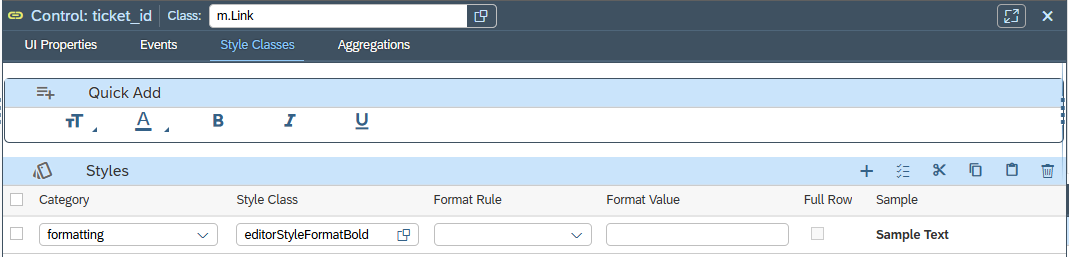 Control: ticket_id Class: m.Link
UI Properties Events Style Classes Aggregations
Quick Add
TT A B I U
Styles
Category Style Class Format Rule Format Value Full Row Sample
formatting editorStyleFormatBold Sample Text